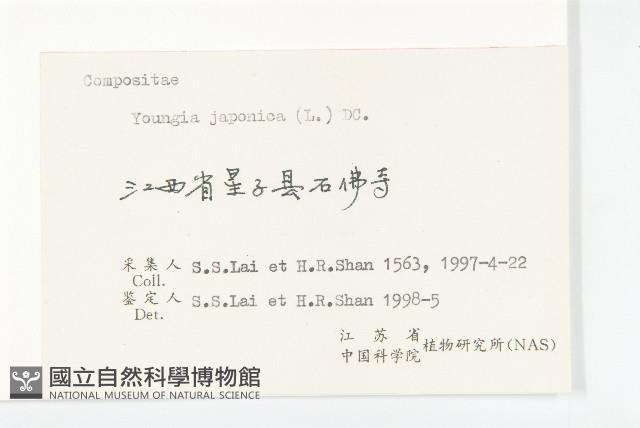 Compositae
Youngia japonica (L.) DC.
江西省星子县石佛寺
采集人 S.S.Lai et H.R.Shan 1563, 1997-4-22
Coll.
鉴定人 S.S.Lai et H.R.Shan 1998-5
Det.
江苏省
中国科学院 植物研究所(NAS)
國立自然科學博物館
NATIONAL MUSEUM OF NATURAL SCIENCE